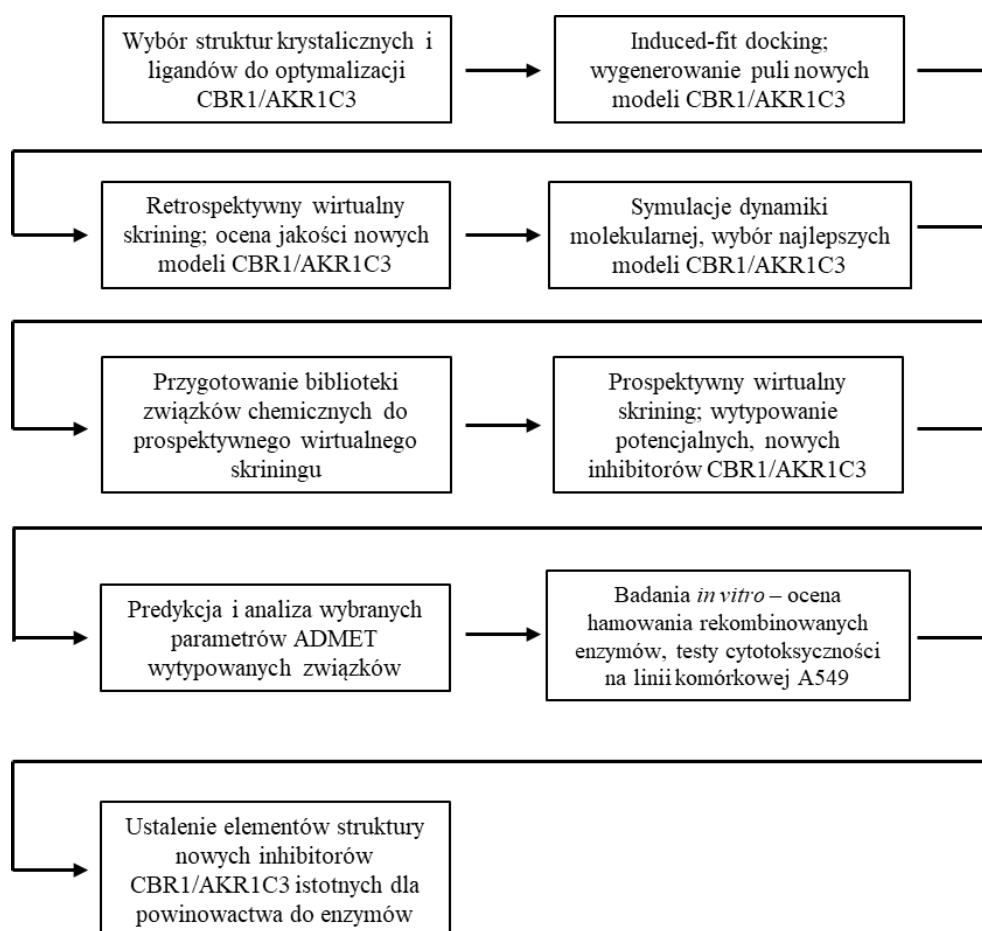 Wybór struktur krystalicznych i
ligandów do optymalizacji
CBR1/AKR1C3
Induced-fit docking;
wygenerowanie puli nowych
modeli CBR1/AKR1C3
Retrospektywny wirtualny
skrining; ocena jakości nowych
modeli CBR1/AKR1C3
Symulacje dynamiki
molekularnej, wybór najlepszych
modeli CBR1/AKR1C3
Przygotowanie biblioteki
związków chemicznych do
prospektywnego wirtualnego
skriningu
Prospektywny wirtualny
skrining; wytypowanie
potencjalnych, nowych
inhibitorów CBR1/AKR1C3
Predykcja i analiza wybranych
parametrów ADMET
wytypowanych związków
Badania in vitro – ocena
hamowania rekombinowanych
enzymów, testy cytotoksyczności
na linii komórkowej A549
Ustalenie elementów struktury
nowych inhibitorów
CBR1/AKR1C3 istotnych dla
powinowactwa do enzymów